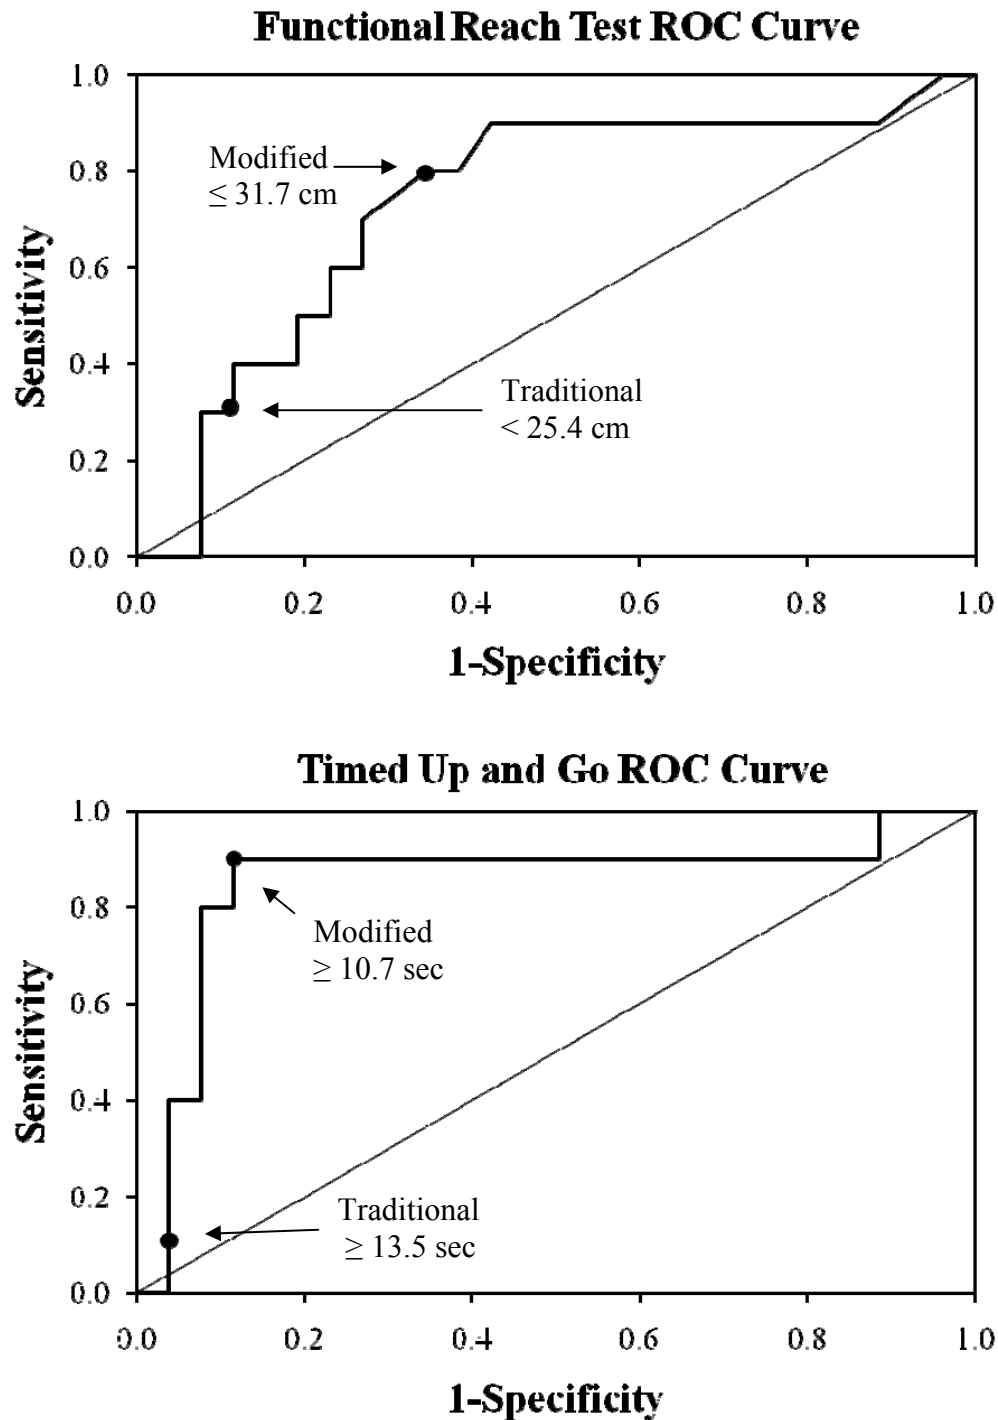 Functional Reach Test ROC Curve
1.0
0.8
0.6
0.4
0.2
0.0
Sensitivity
Modified
≤ 31.7 cm
Traditional
< 25.4 cm
0.0 0.2 0.4 0.6 0.8 1.0
1-Specificity
Timed Up and Go ROC Curve
1.0
0.8
0.6
0.4
0.2
0.0
Sensitivity
Modified
≥ 10.7 sec
Traditional
≥ 13.5 sec
0.0 0.2 0.4 0.6 0.8 1.0
1-Specificity